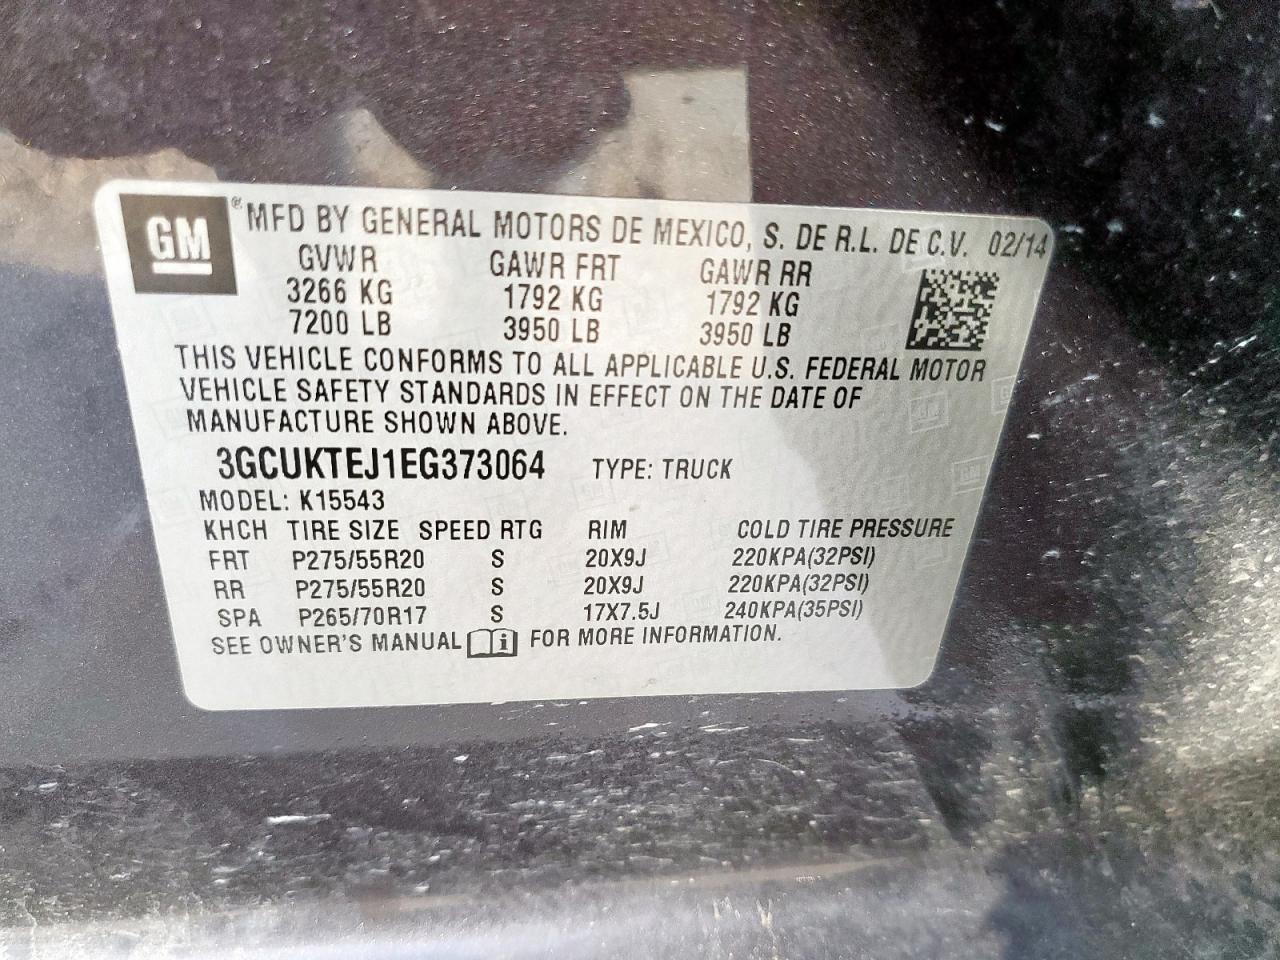 GM ® MFD BY GENERAL MOTORS DE MEXICO, S. DE R.L. DE C.V. 02/14
GVWR GAWR FRT GAWR RR
3266 KG 1792 KG 1792 KG
7200 LB 3950 LB 3950 LB
THIS VEHICLE CONFORMS TO ALL APPLICABLE U.S. FEDERAL MOTOR
VEHICLE SAFETY STANDARDS IN EFFECT ON THE DATE OF
MANUFACTURE SHOWN ABOVE.
3GCUKTEJ1EG373064 TYPE: TRUCK
MODEL: K15543
KHCH TIRE SIZE SPEED RTG RIM COLD TIRE PRESSURE
FRT P275/55R20 S 20X9J 220KPA(32PSI)
RR P275/55R20 S 20X9J 220KPA(32PSI)
SPA P265/70R17 S 17X7.5J 240KPA(35PSI)
SEE OWNER'S MANUAL i FOR MORE INFORMATION.